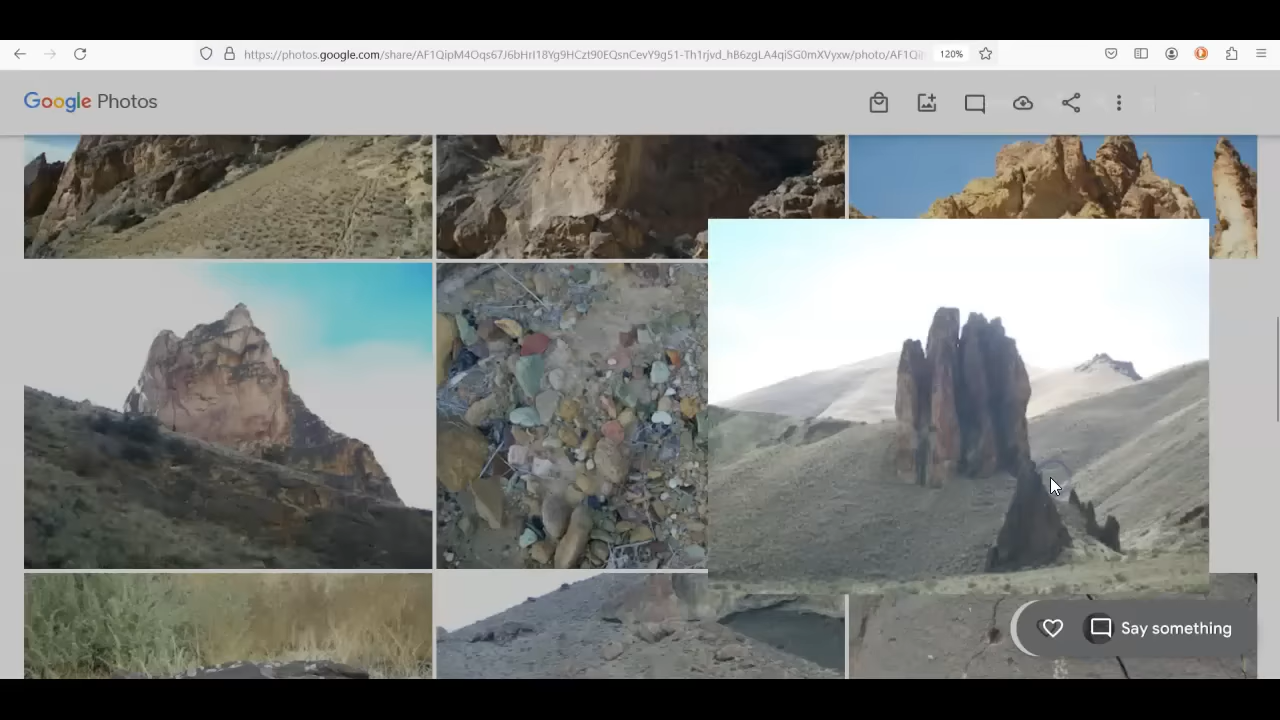 https://photos.google.com/share/AF1QipM4Oqs67J6bHrI18Yg9HCzt90EQsnCevY9g51-Th1rjvd_hB6zgLA4qiSG0mXVyxw/photo/AF1Qi
120%
Google Photos
Say something